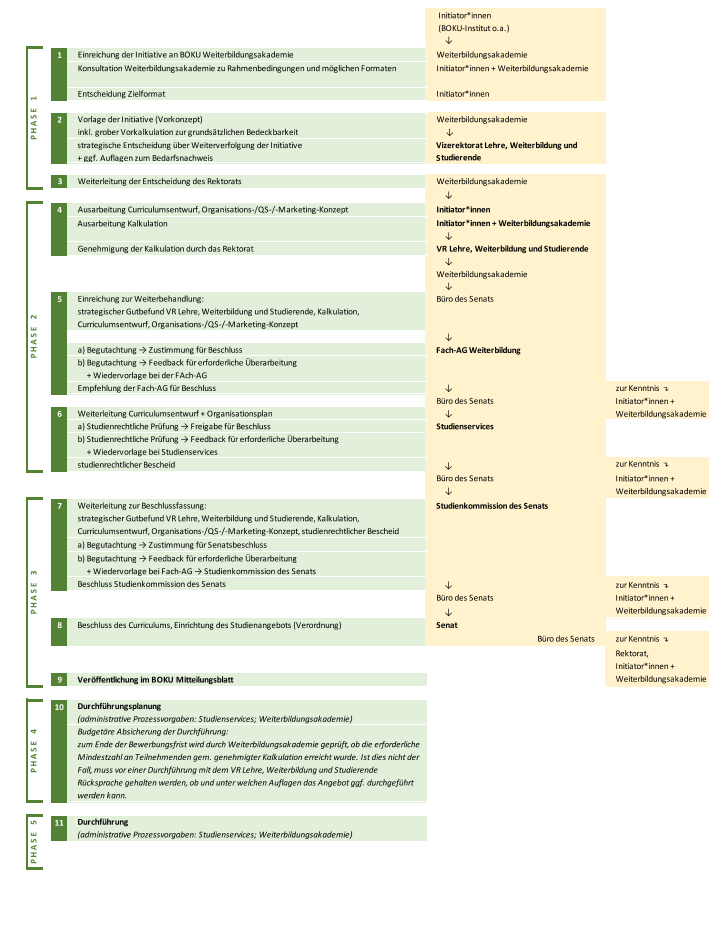 Initiator*innen
(BOKU-Institut o.a.)
↓
PHASE 1
1 Einreichung der Initiative an BOKU Weiterbildungsakademie Weiterbildungsakademie
Konsultation Weiterbildungsakademie zu Rahmenbedingungen und möglichen Formaten Initiator*innen + Weiterbildungsakademie
Entscheidung Zielformat Initiator*innen
2 Vorlage der Initiative (Vorkonzept) Weiterbildungsakademie
inkl. grober Vorkalkulation zur grundsätzlichen Bedeckbarkeit ↓
strategische Entscheidung über Weiterverfolgung der Initiative Vizerektorat Lehre, Weiterbildung und
+ ggf. Auflagen zum Bedarfsnachweis Studierende
3 Weiterleitung der Entscheidung des Rektorats Weiterbildungsakademie
↓
PHASE 2
4 Ausarbeitung Curriculumsentwurf, Organisations-/QS-/-Marketing-Konzept Initiator*innen
Ausarbeitung Kalkulation Initiator*innen + Weiterbildungsakademie
↓
Genehmigung der Kalkulation durch das Rektorat VR Lehre, Weiterbildung und Studierende
↓
Weiterbildungsakademie
↓
5 Einreichung zur Weiterbehandlung: Büro des Senats
strategischer Gutbefund VR Lehre, Weiterbildung und Studierende, Kalkulation,
Curriculumsentwurf, Organisations-/QS-/-Marketing-Konzept
↓
a) Begutachtung → Zustimmung für Beschluss Fach-AG Weiterbildung
b) Begutachtung → Feedback für erforderliche Überarbeitung
+ Wiedervorlage bei der FAch-AG
Empfehlung der Fach-AG für Beschluss ↓ zur Kenntnis ↴
Büro des Senats Initiator*innen +
6 Weiterleitung Curriculumsentwurf + Organisationsplan ↓ Weiterbildungsakademie
a) Studienrechtliche Prüfung → Freigabe für Beschluss Studienservices
b) Studienrechtliche Prüfung → Feedback für erforderliche Überarbeitung
+ Wiedervorlage bei Studienservices
studienrechtlicher Bescheid ↓ zur Kenntnis ↴
Büro des Senats Initiator*innen +
↓ Weiterbildungsakademie
PHASE 3
7 Weiterleitung zur Beschlussfassung: Studienkommission des Senats
strategischer Gutbefund VR Lehre, Weiterbildung und Studierende, Kalkulation,
Curriculumsentwurf, Organisations-/QS-/-Marketing-Konzept, studienrechtlicher Bescheid
a) Begutachtung → Zustimmung für Senatsbeschluss
b) Begutachtung → Feedback für erforderliche Überarbeitung
+ Wiedervorlage bei Fach-AG → Studienkommission des Senats
Beschluss Studienkommission des Senats ↓ zur Kenntnis ↴
Büro des Senats Initiator*innen +
↓ Weiterbildungsakademie
8 Beschluss des Curriculums, Einrichtung des Studienangebots (Verordnung) Senat
Büro des Senats zur Kenntnis ↴
Rektorat,
Initiator*innen +
9 Veröffentlichung im BOKU Mitteilungsblatt Weiterbildungsakademie
PHASE 4
10 Durchführungsplanung
(administrative Prozessvorgaben: Studienservices; Weiterbildungsakademie)
Budgetäre Absicherung der Durchführung:
zum Ende der Bewerbungsfrist wird durch Weiterbildungsakademie geprüft, ob die erforderliche
Mindestzahl an Teilnehmenden gem. genehmigter Kalkulation erreicht wurde. Ist dies nicht der
Fall, muss vor einer Durchführung mit dem VR Lehre, Weiterbildung und Studierende
Rücksprache gehalten werden, ob und unter welchen Auflagen das Angebot ggf. durchgeführt
werden kann.
PHASE 5
11 Durchführung
(administrative Prozessvorgaben: Studienservices; Weiterbildungsakademie)